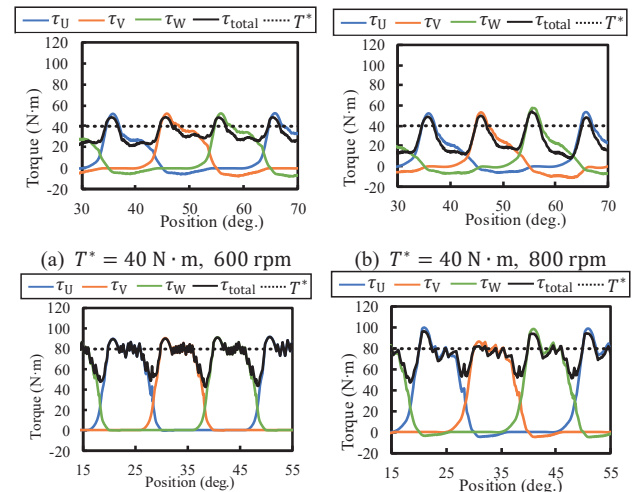 τU τV τW τtotal T*
τU τV τW τtotal T*
Torque (N·m)
120
100
80
60
40
20
0
-20
30 40 50 60 70
Position (deg.)
Torque (N·m)
120
100
80
60
40
20
0
-20
30 40 50 60 70
Position (deg.)
(a) T* = 40 N · m, 600 rpm
(b) T* = 40 N · m, 800 rpm
τU τV τW τtotal T*
τU τV τW τtotal T*
Torque (N·m)
120
100
80
60
40
20
0
-20
15 25 35 45 55
Position (deg.)
Torque (N·m)
120
100
80
60
40
20
0
-20
15 25 35 45 55
Position (deg.)